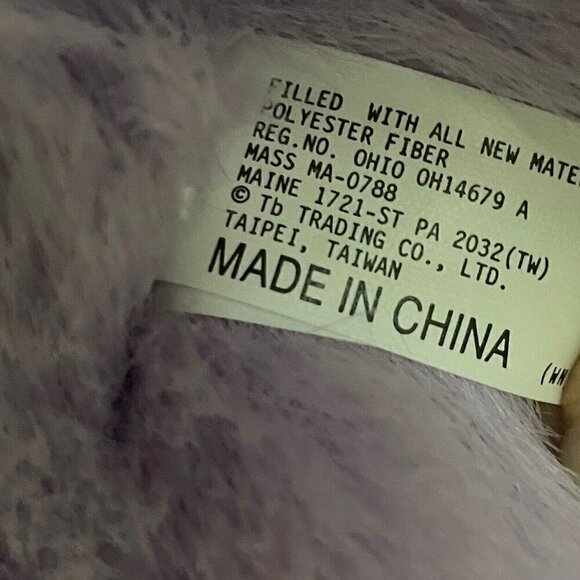 FILLED WITH ALL NEW MATE
POLYESTER FIBER
REG.NO. OHIO OH14679 A
MASS MA-0788
MAINE 1721-ST PA 2032(TW)
© Tb TRADING CO., LTD.
TAIPEI, TAIWAN
MADE IN CHINA